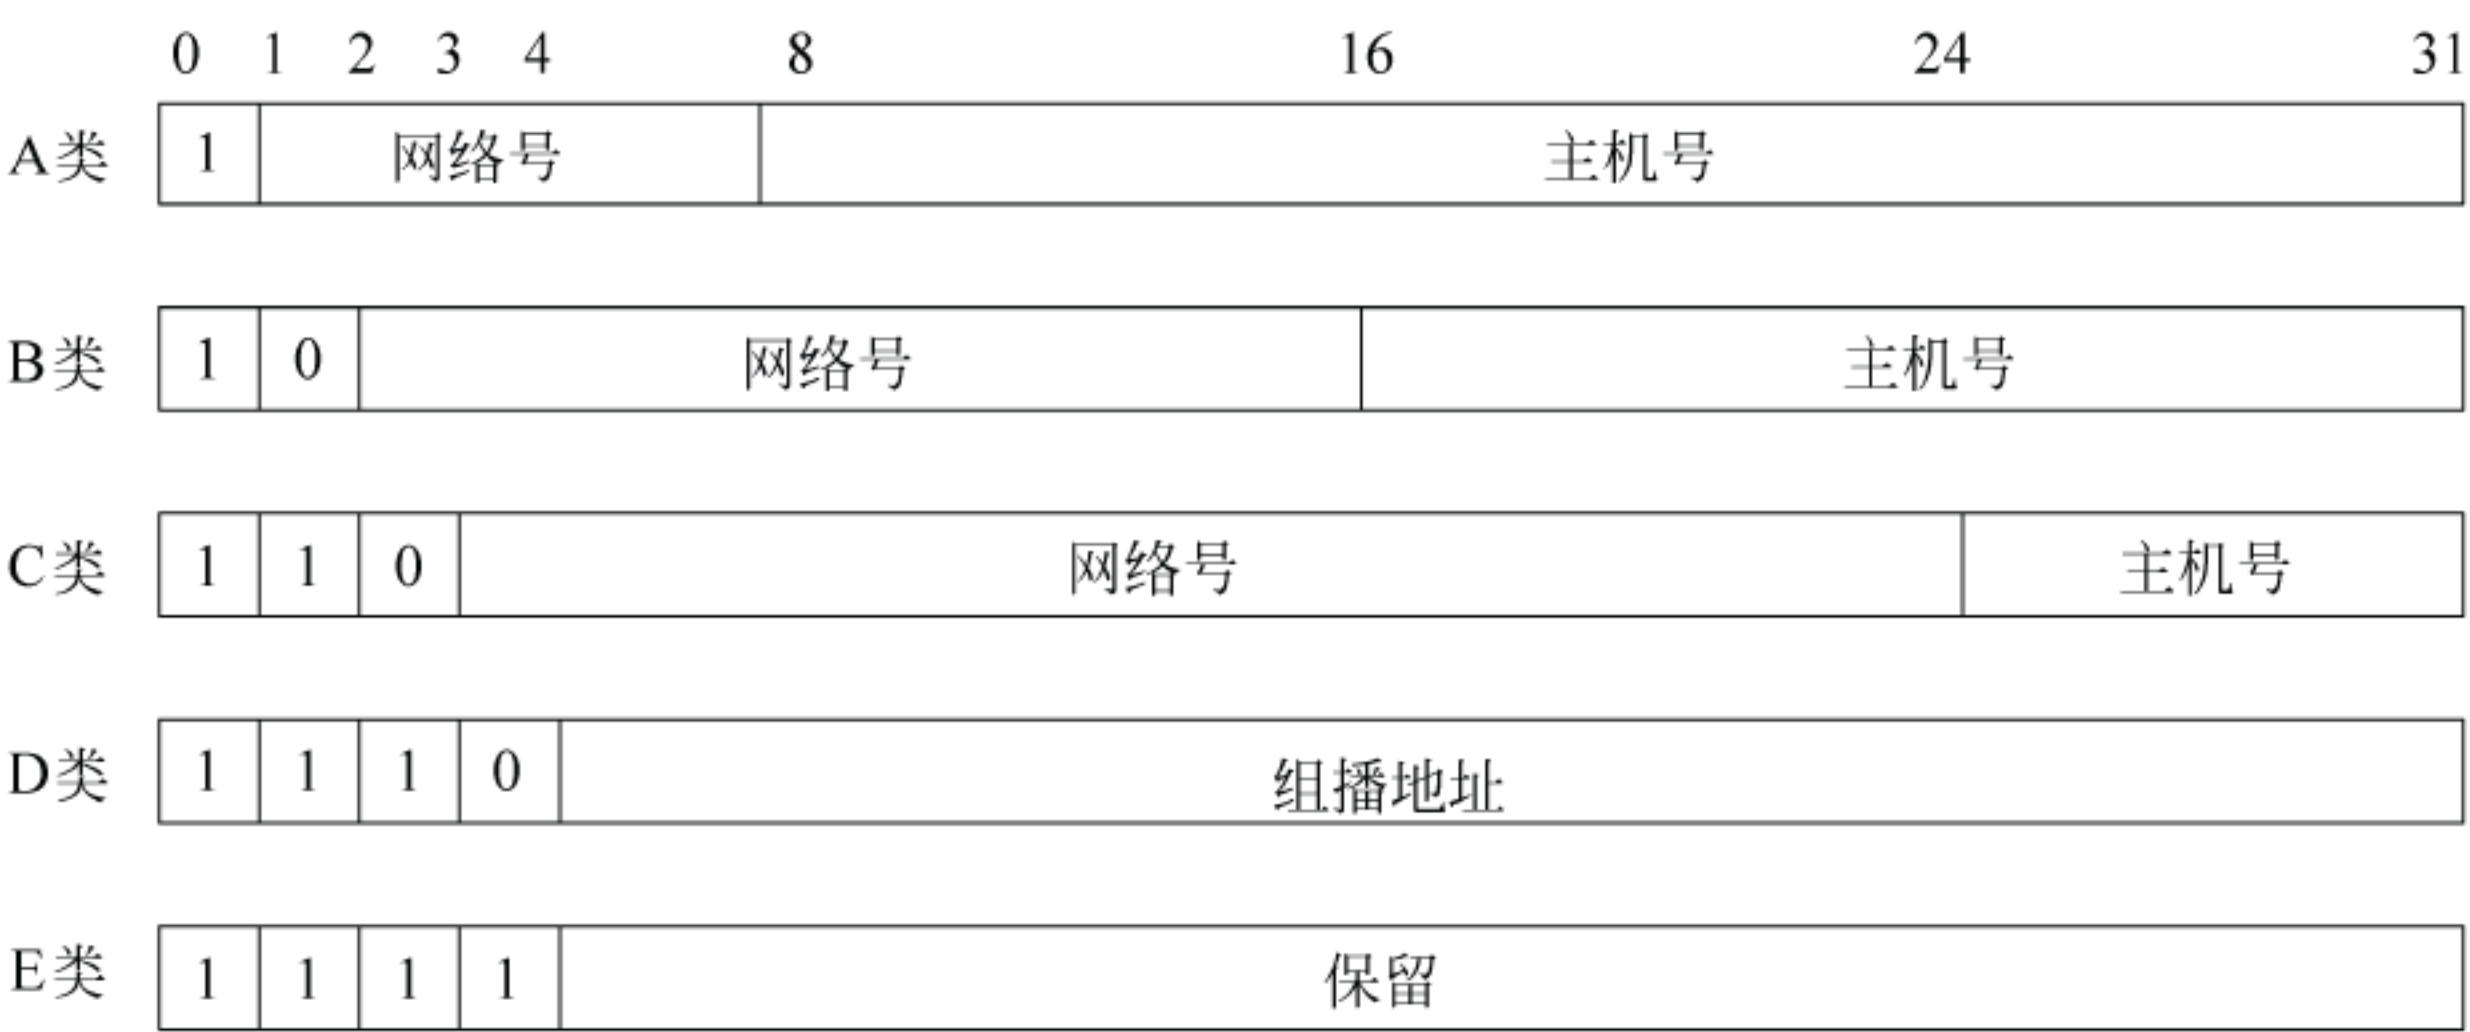 0 1 2 3 4 8 16 24 31
A类 1 网络号 主机号
B类 1 0 网络号 主机号
C类 1 1 0 网络号 主机号
D类 1 1 1 0 组播地址
E类 1 1 1 1 保留